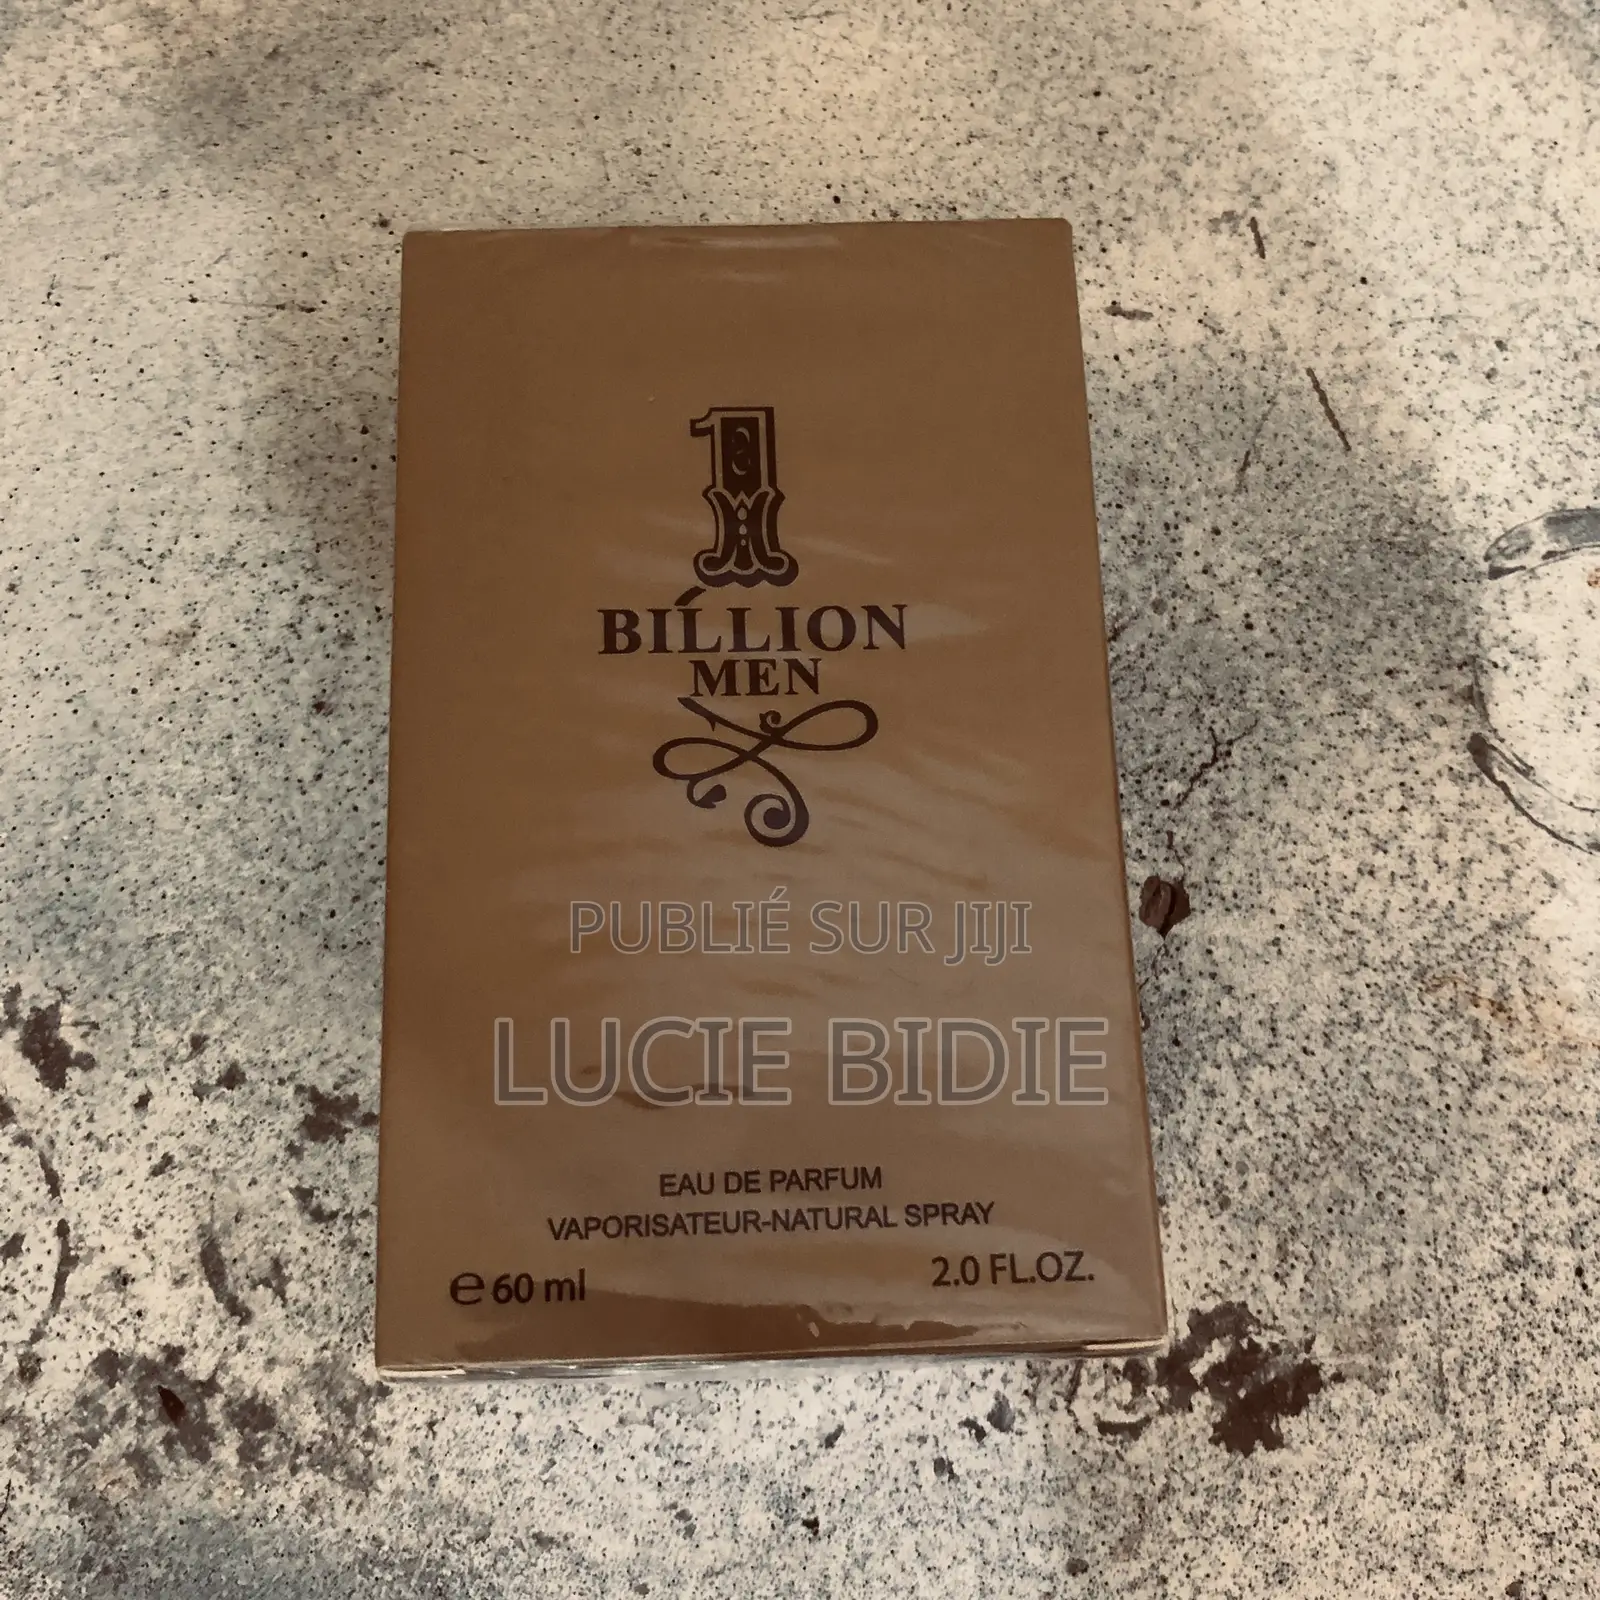 1
BILLION
MEN
PUBLIÉ SUR JIJI
LUCIE BIDIE
EAU DE PARFUM
VAPORISATEUR-NATURAL SPRAY
℮ 60 ml 2.0 FL.OZ.